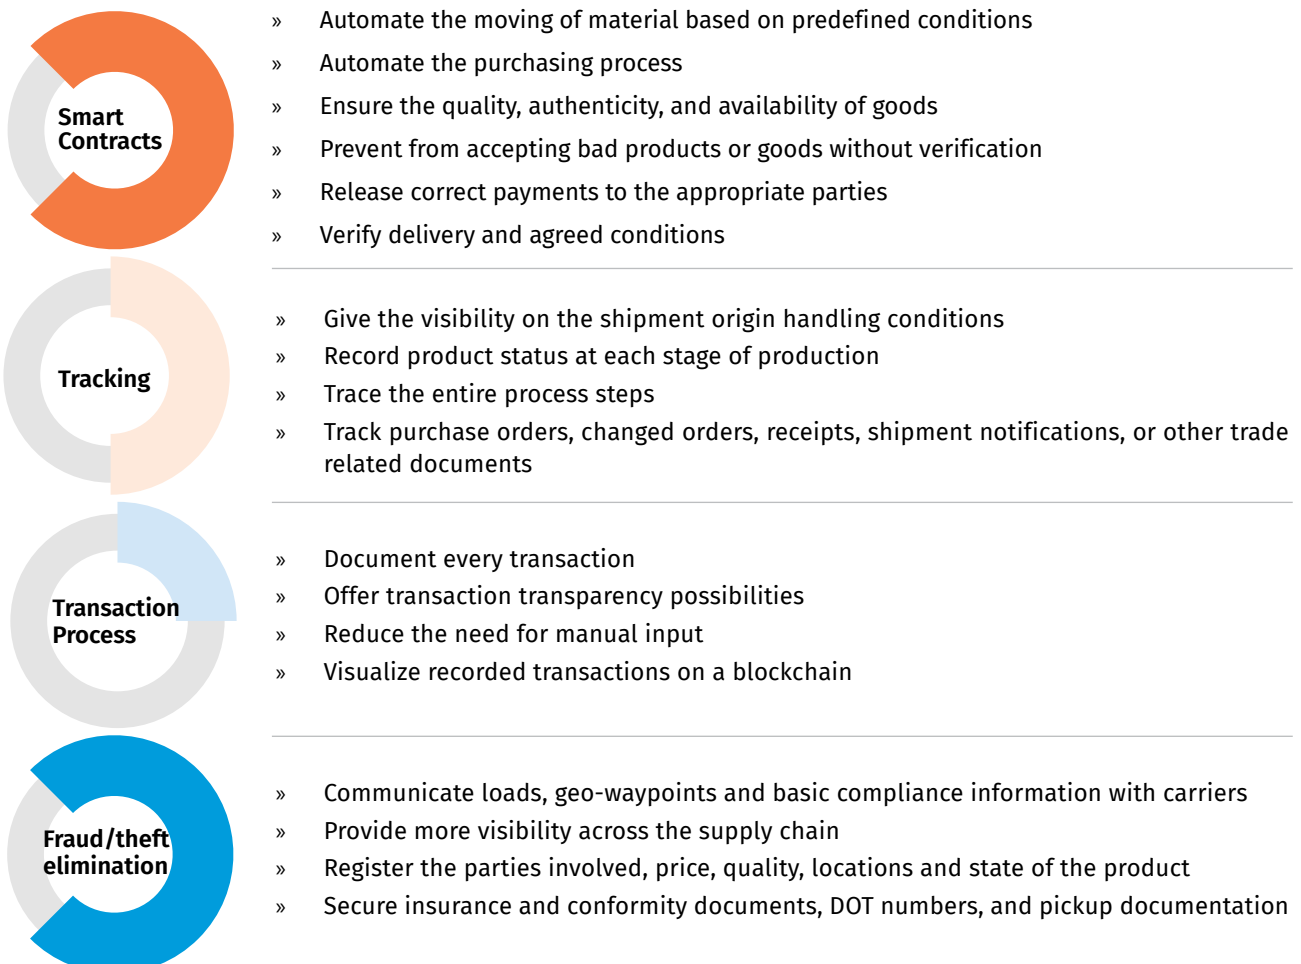 » Automate the moving of material based on predefined conditions
» Automate the purchasing process
» Ensure the quality, authenticity, and availability of goods
» Prevent from accepting bad products or goods without verification
» Release correct payments to the appropriate parties
» Verify delivery and agreed conditions
Smart
Contracts
» Give the visibility on the shipment origin handling conditions
» Record product status at each stage of production
» Trace the entire process steps
» Track purchase orders, changed orders, receipts, shipment notifications, or other trade
related documents
Tracking
» Document every transaction
» Offer transaction transparency possibilities
» Reduce the need for manual input
» Visualize recorded transactions on a blockchain
Transaction
Process
» Communicate loads, geo-waypoints and basic compliance information with carriers
» Provide more visibility across the supply chain
» Register the parties involved, price, quality, locations and state of the product
» Secure insurance and conformity documents, DOT numbers, and pickup documentation
Fraud/theft
elimination